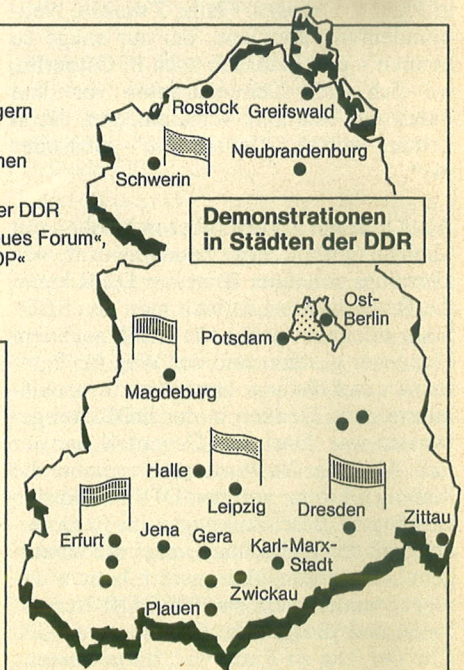 gern
nen
er DDR
ues Forum«,
DP«
Rostock
Greifswald
Schwerin
Neubrandenburg
Demonstrationen
in Städten der DDR
Ost-
Berlin
Potsdam
Magdeburg
Halle
Leipzig
Dresden
Zittau
Erfurt
Jena
Gera
Karl-Marx-
Stadt
Zwickau
Plauen